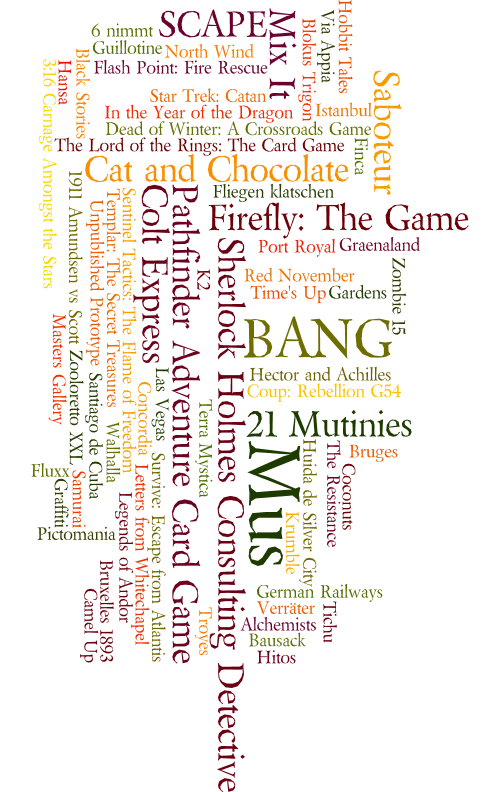 SCAPE
Mix It
Hobbit Tales
Via Appia
Blokus Trigon
6 nimmt
Guillotine
North Wind
Black Stories
Hansa
3:16 Carnage Amongst the Stars
Flash Point: Fire Rescue
Saboteur
Star Trek: Catan
In the Year of the Dragon
Istanbul
Dead of Winter: A Crossroads Game
Finca
The Lord of the Rings: The Card Game
Cat and Chocolate
Fliegen klatschen
1911 Amundsen vs Scott
Unpublished Prototype
Templar: The Secret Treasures
Sentinel Tactics: The Flame of Freedom
Colt Express
Pathfinder Adventure Card Game
K2
Firefly: The Game
Sherlock Holmes Consulting Detective
Port Royal
Graenaland
Zombie 15
Red November
Time's Up
Gardens
BANG
Masters Gallery
Hector and Achilles
Coup: Rebellion G54
Las Vegas
Santiago de Cuba
Concordia
Terra Mystica
21 Mutinies
Zooloretto XXL
Walhalla
Mus
Huida de Silver City
The Resistance
Bruges
Coconuts
Survive: Escape from Atlantis
Letters from Whitechapel
Fluxx
Samurai
Graffiti
Legends of Andor
Krumble
Pictomania
Bruxelles 1893
Camel Up
Troyes
German Railways
Verräter
Tichu
Alchemists
Bausack
Hitos